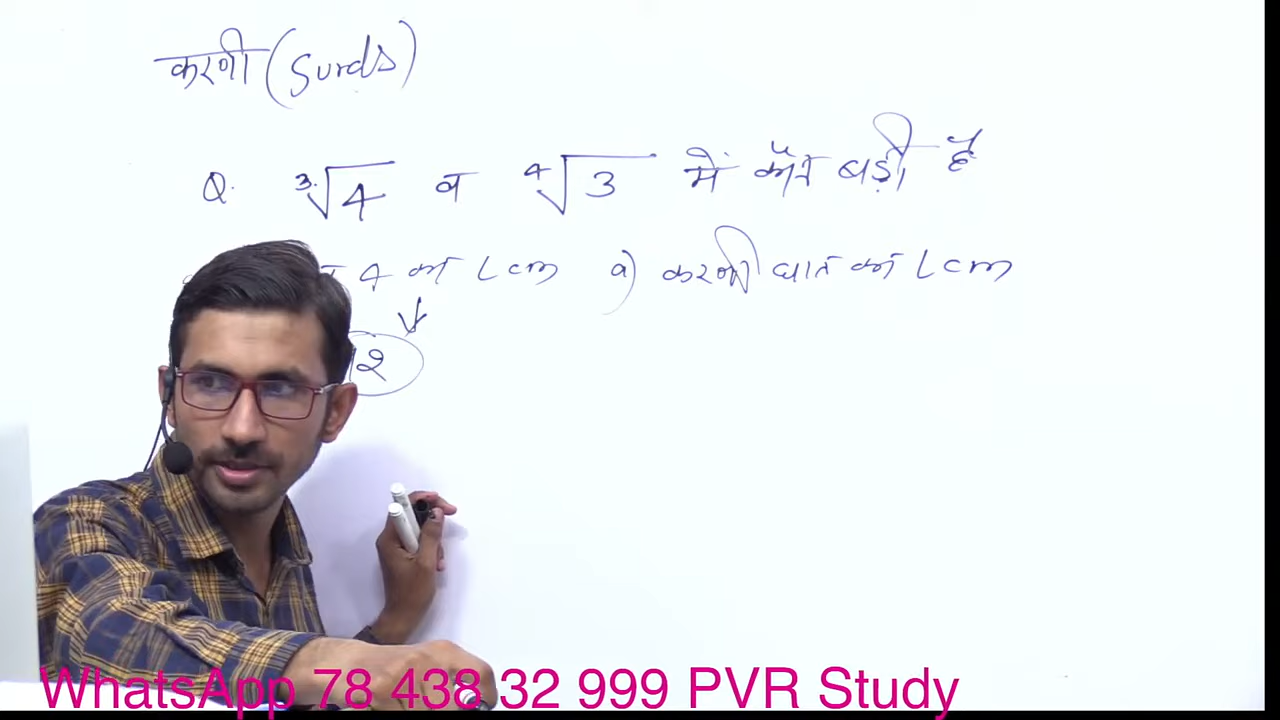 करणी (Surds)
Q. ∛4 व ∜3 में कौन बड़ी है
4 का Lcm a) करणी घात का Lcm
12
WhatsApp 78 438 32 999 PVR Study